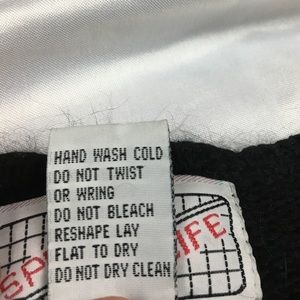 HAND WASH COLD
DO NOT TWIST
OR WRING
DO NOT BLEACH
RESHAPE LAY
FLAT TO DRY
DO NOT DRY CLEAN